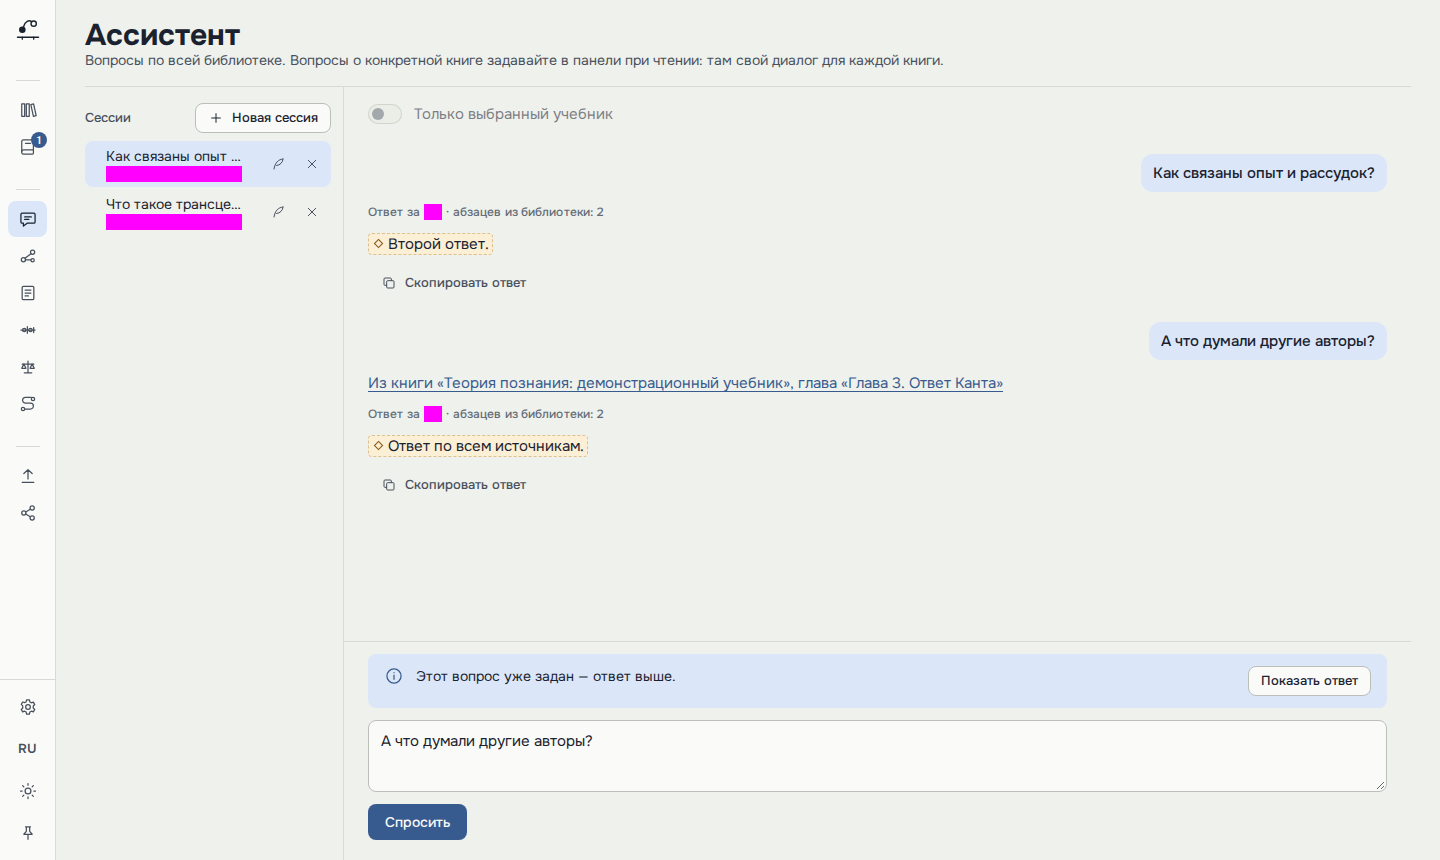 Ассистент
Вопросы по всей библиотеке. Вопросы о конкретной книге задавайте в панели при чтении: там свой диалог для каждой книги.
Сессии
Новая сессия
Как связаны опыт ...
Что такое трансце...
1
Только выбранный учебник
Как связаны опыт и рассудок?
Ответ за · абзацев из библиотеки: 2
Второй ответ.
Скопировать ответ
А что думали другие авторы?
Из книги «Теория познания: демонстрационный учебник», глава «Глава 3. Ответ Канта»
Ответ за · абзацев из библиотеки: 2
Ответ по всем источникам.
Скопировать ответ
Этот вопрос уже задан — ответ выше.
Показать ответ
А что думали другие авторы?
Спросить
RU